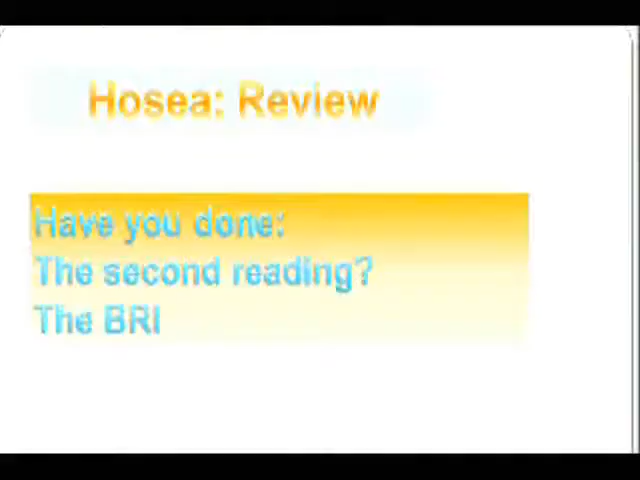 Hosea: Review
Have you done:
The second reading?
The BRI